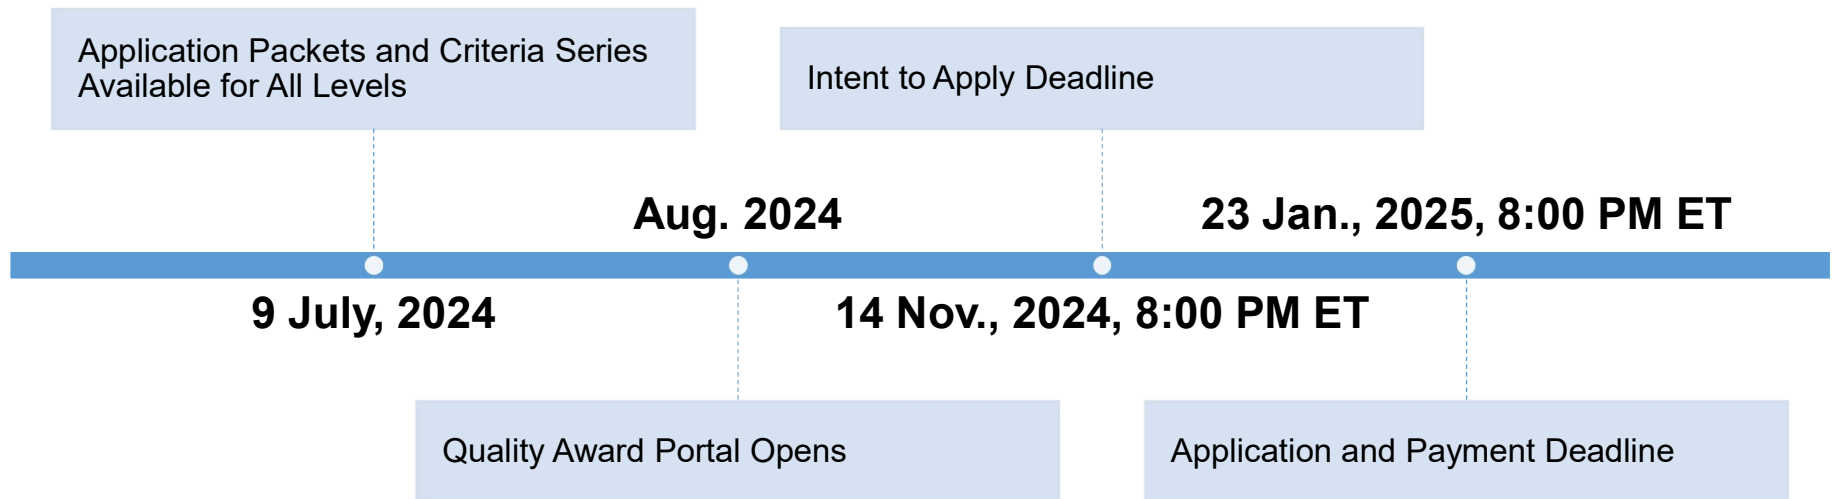 Application Packets and Criteria Series
Available for All Levels
Intent to Apply Deadline
Aug. 2024
23 Jan., 2025, 8:00 PM ET
9 July, 2024
14 Nov., 2024, 8:00 PM ET
Quality Award Portal Opens
Application and Payment Deadline